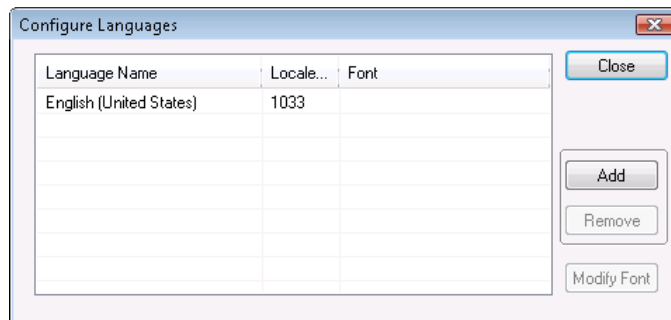 Configure Languages
Language Name Locale... Font
English (United States) 1033
Close
Add
Remove
Modify Font